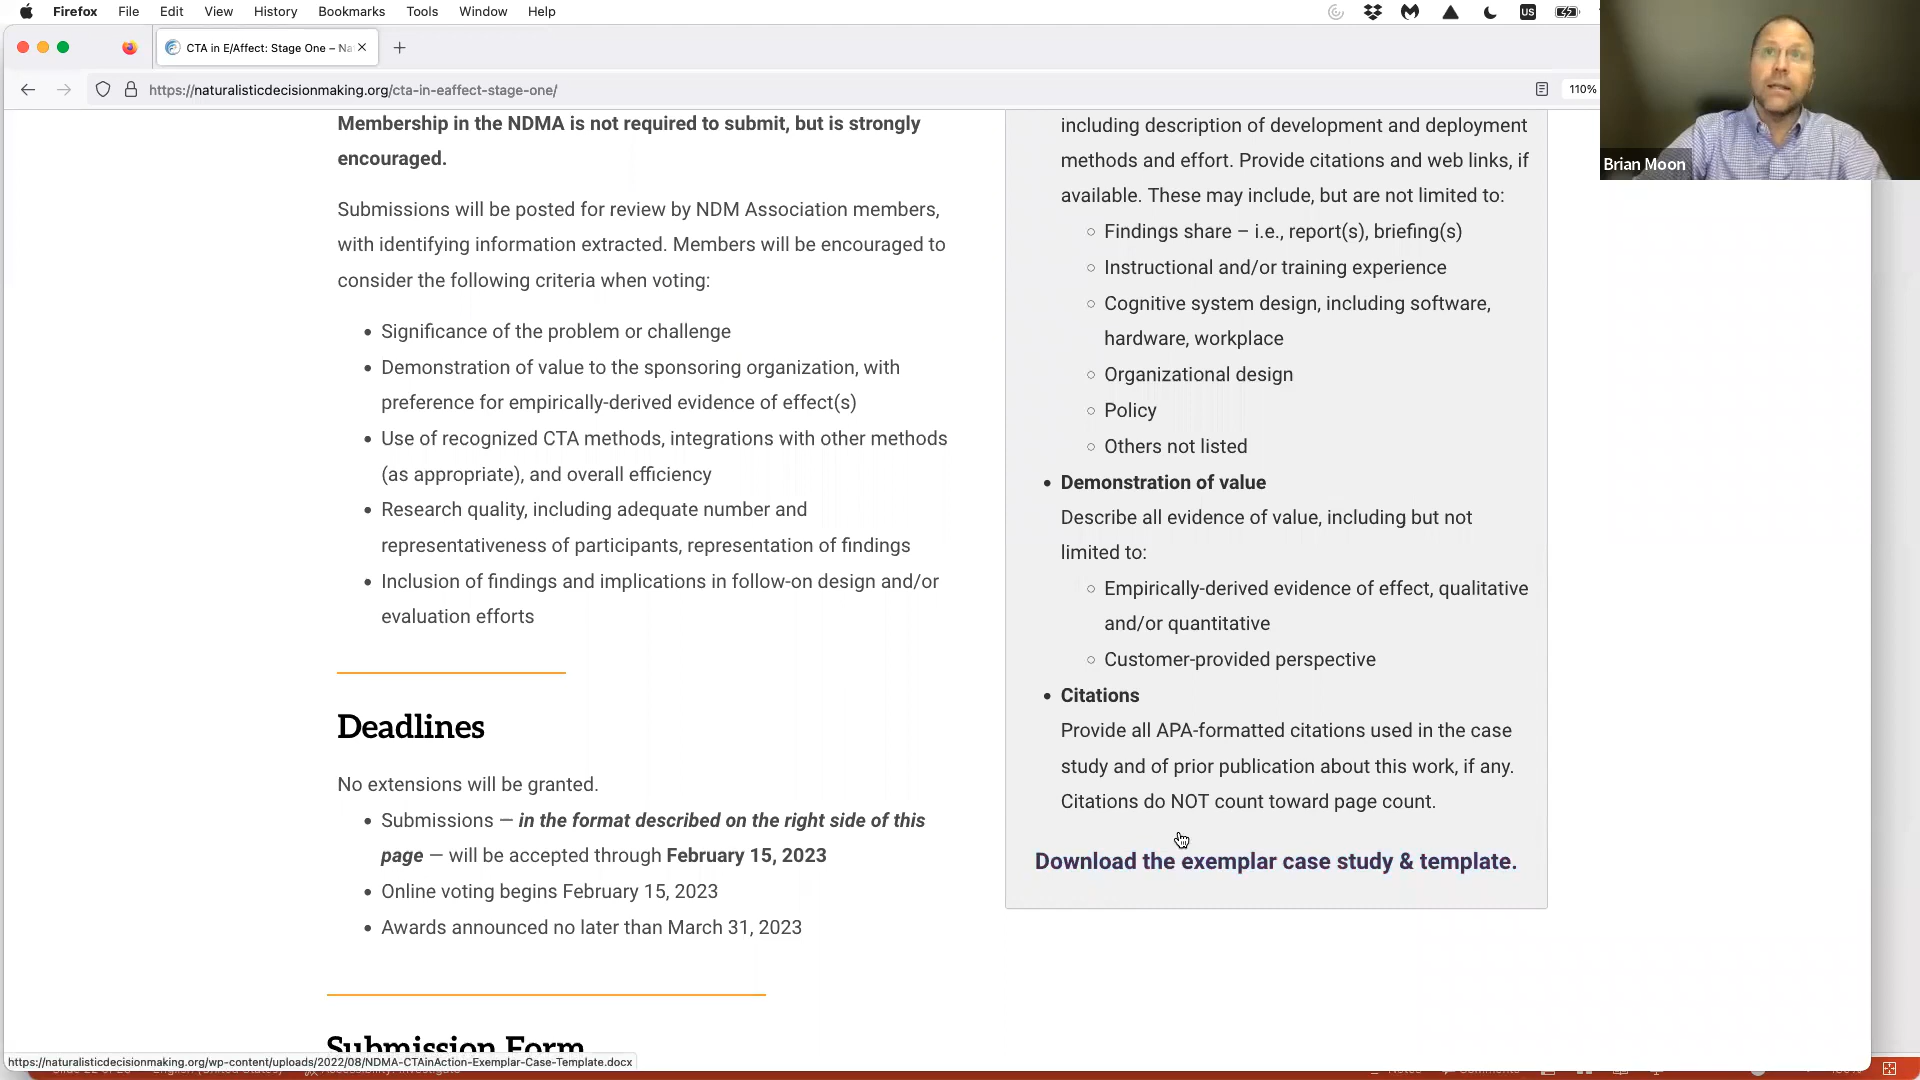 Firefox File Edit View History Bookmarks Tools Window Help
US
CTA in E/Affect: Stage One – Na
https://naturalisticdecisionmaking.org/cta-in-eaffect-stage-one/
110%
Brian Moon
Membership in the NDMA is not required to submit, but is strongly
encouraged.
Submissions will be posted for review by NDM Association members,
with identifying information extracted. Members will be encouraged to
consider the following criteria when voting:
• Significance of the problem or challenge
• Demonstration of value to the sponsoring organization, with
preference for empirically-derived evidence of effect(s)
• Use of recognized CTA methods, integrations with other methods
(as appropriate), and overall efficiency
• Research quality, including adequate number and
representativeness of participants, representation of findings
• Inclusion of findings and implications in follow-on design and/or
evaluation efforts
Deadlines
No extensions will be granted.
• Submissions — in the format described on the right side of this
page — will be accepted through February 15, 2023
• Online voting begins February 15, 2023
• Awards announced no later than March 31, 2023
Submission Form
including description of development and deployment
methods and effort. Provide citations and web links, if
available. These may include, but are not limited to:
○ Findings share – i.e., report(s), briefing(s)
○ Instructional and/or training experience
○ Cognitive system design, including software,
hardware, workplace
○ Organizational design
○ Policy
○ Others not listed
• Demonstration of value
Describe all evidence of value, including but not
limited to:
○ Empirically-derived evidence of effect, qualitative
and/or quantitative
○ Customer-provided perspective
• Citations
Provide all APA-formatted citations used in the case
study and of prior publication about this work, if any.
Citations do NOT count toward page count.
Download the exemplar case study & template.
https://naturalisticdecisionmaking.org/wp-content/uploads/2022/08/NDMA-CTAinAction-Exemplar-Case-Template.docx